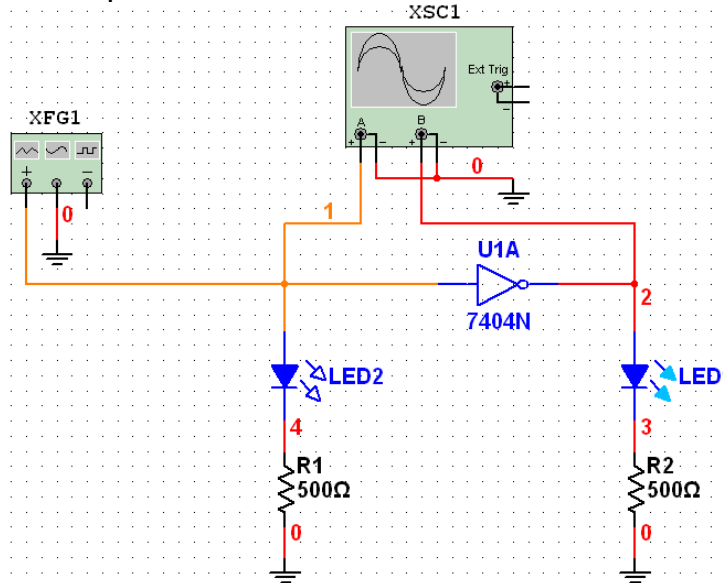 XSC1
Ext Trig
+
−
A
B
+
−
+
−
XFG1
+
−
0
0
1
U1A
7404N
2
LED2
LED
4
3
R1
500Ω
R2
500Ω
0
0